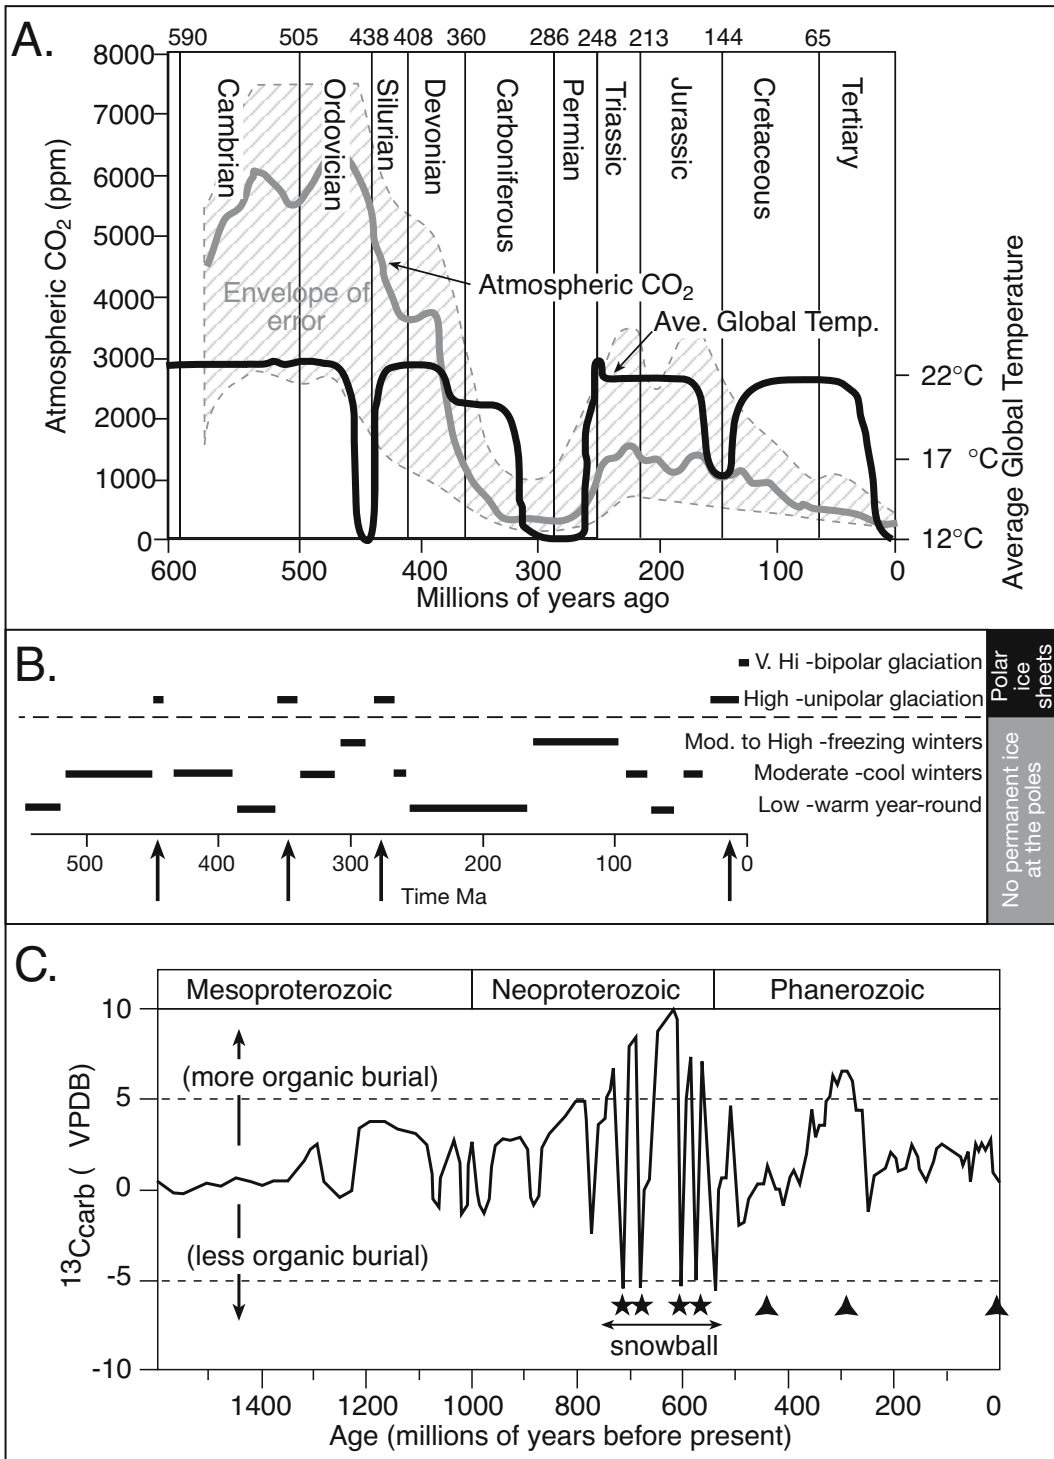 A.
590 505 438 408 360 286 248 213 144 65
8000
7000
6000
5000
4000
3000
2000
1000
0
Atmospheric CO2 (ppm)
Cambrian
Ordovician
Silurian
Devonian
Carboniferous
Permian
Triassic
Jurassic
Cretaceous
Tertiary
Atmospheric CO2
Envelope of
error
Ave. Global Temp.
22°C
17 °C
12°C
Average Global Temperature
600 500 400 300 200 100 0
Millions of years ago
B.
V. Hi -bipolar glaciation
High -unipolar glaciation
Mod. to High -freezing winters
Moderate -cool winters
Low -warm year-round
Polar
ice
sheets
No permanent ice
at the poles
500 400 300 200 100 0
Time Ma
C.
Mesoproterozoic Neoproterozoic Phanerozoic
10
5
0
-5
-10
13Ccarb ( VPDB)
(more organic burial)
(less organic burial)
snowball
1400 1200 1000 800 600 400 200 0
Age (millions of years before present)